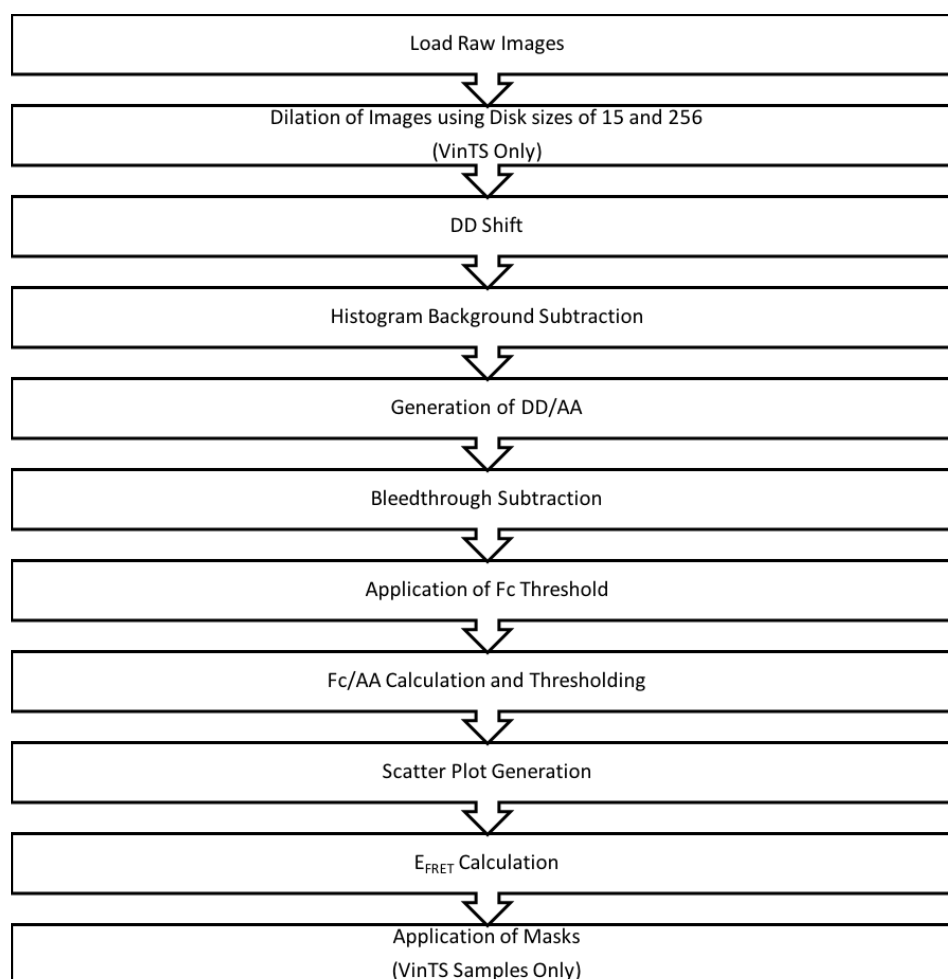 Load Raw Images
Dilation of Images using Disk sizes of 15 and 256
(VinTS Only)
DD Shift
Histogram Background Subtraction
Generation of DD/AA
Bleedthrough Subtraction
Application of Fc Threshold
Fc/AA Calculation and Thresholding
Scatter Plot Generation
EFRET Calculation
Application of Masks
(VinTS Samples Only)